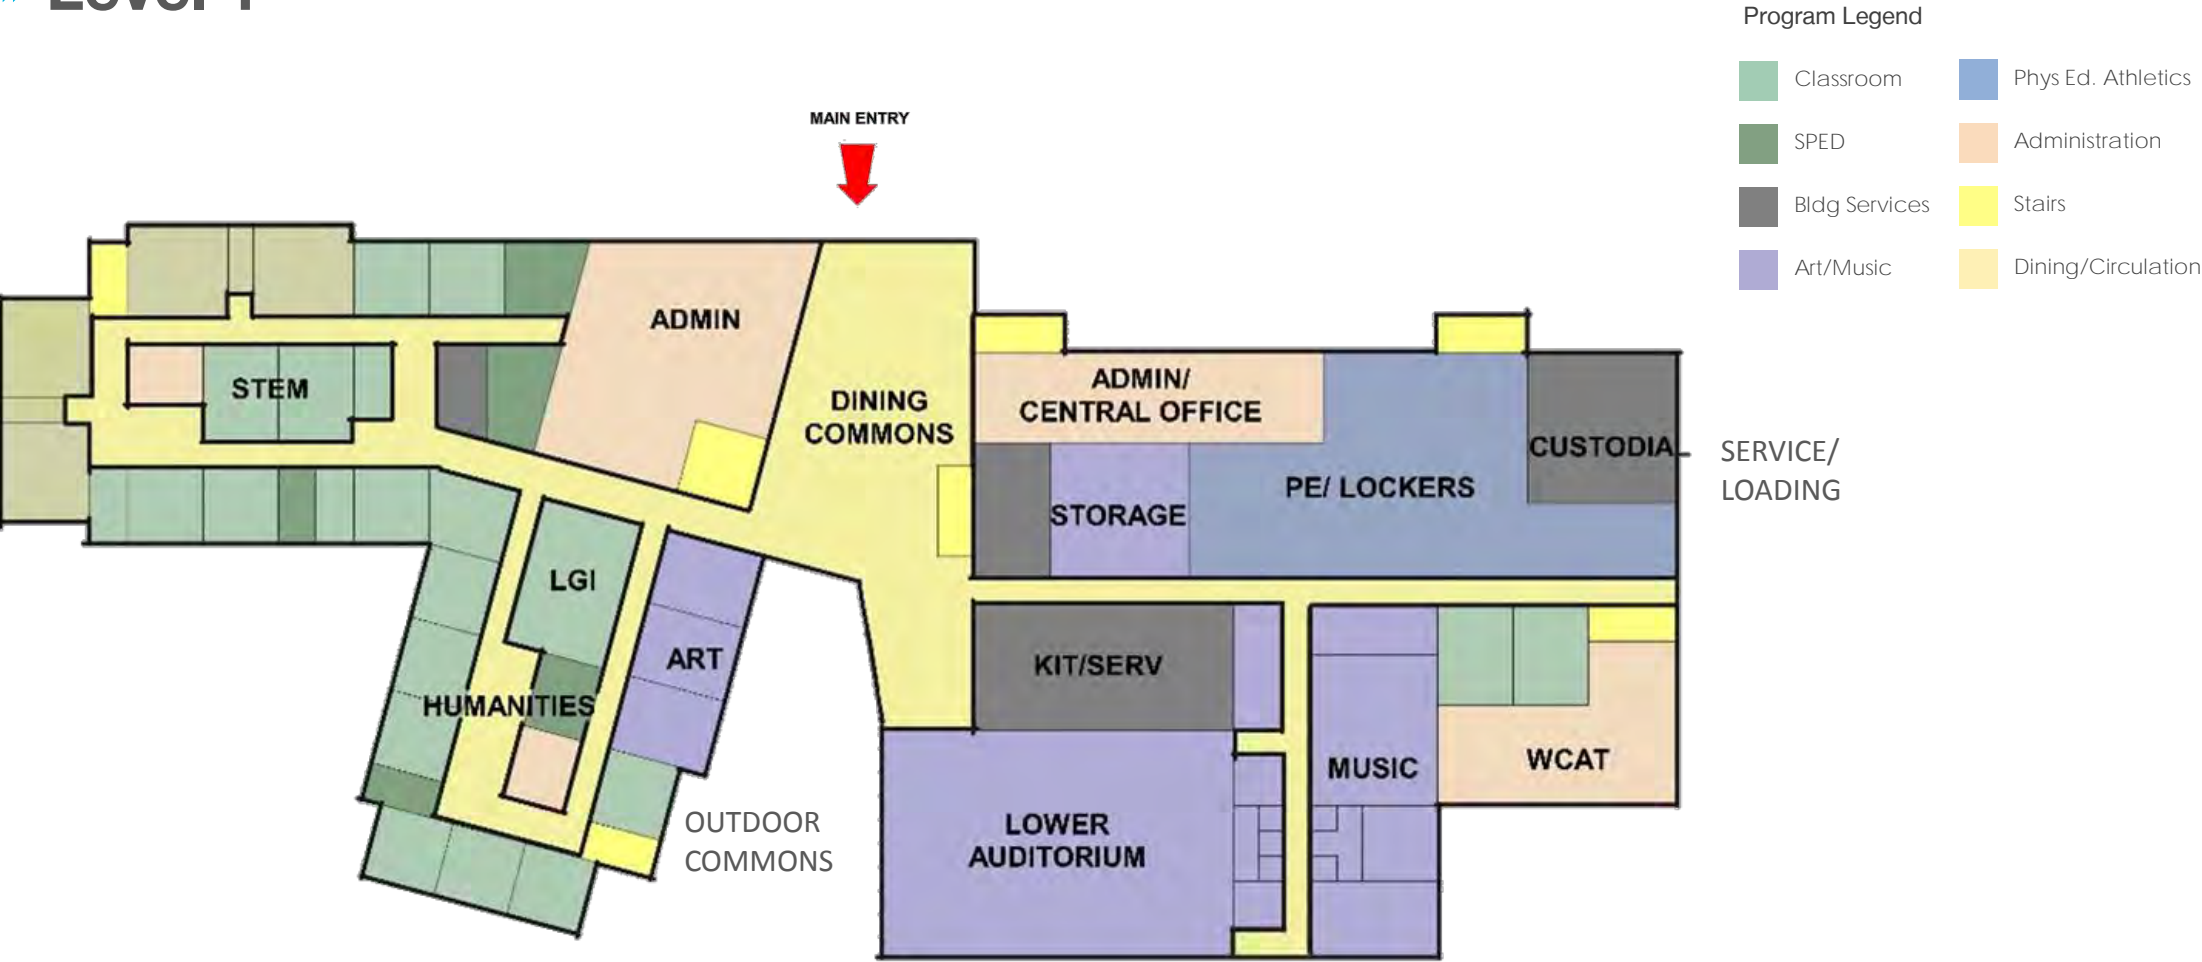 Level 1
Program Legend
Classroom
Phys Ed. Athletics
SPED
Administration
Bldg Services
Stairs
Art/Music
Dining/Circulation
MAIN ENTRY
ADMIN
STEM
DINING
COMMONS
ADMIN/
CENTRAL OFFICE
CUSTODIA
SERVICE/
LOADING
PE/ LOCKERS
STORAGE
LGI
ART
KIT/SERV
HUMANITIES
MUSIC
WCAT
OUTDOOR
COMMONS
LOWER
AUDITORIUM